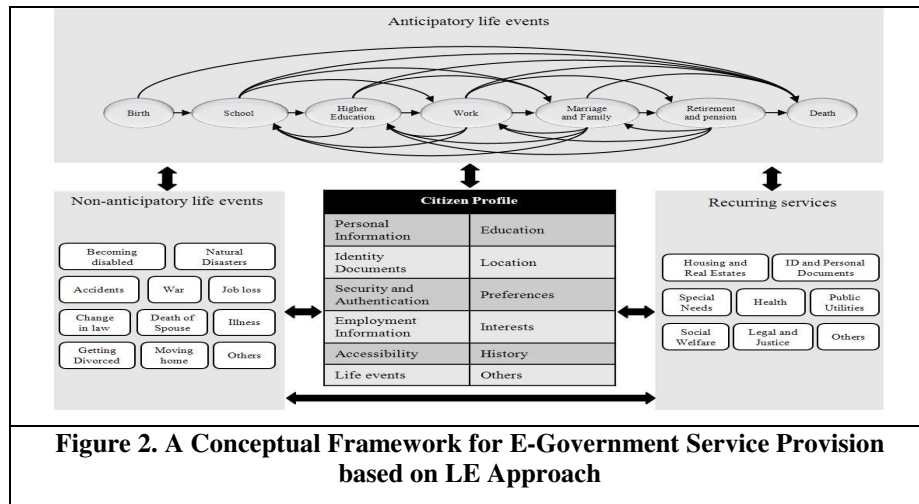 Anticipatory life events
Birth
School
Higher
Education
Work
Marriage
and Family
Retirement
and pension
Death
Non-anticipatory life events
Becoming
disabled
Natural
Disasters
Accidents
War
Job loss
Change
in law
Death of
Spouse
Illness
Getting
Divorced
Moving
home
Others
Citizen Profile
Personal
Information
Education
Identity
Documents
Location
Security and
Authentication
Preferences
Employment
Information
Interests
Accessibility
History
Life events
Others
Recurring services
Housing and
Real Estates
ID and Personal
Documents
Special
Needs
Health
Public
Utilities
Social
Welfare
Legal and
Justice
Others
Figure 2. A Conceptual Framework for E-Government Service Provision
based on LE Approach